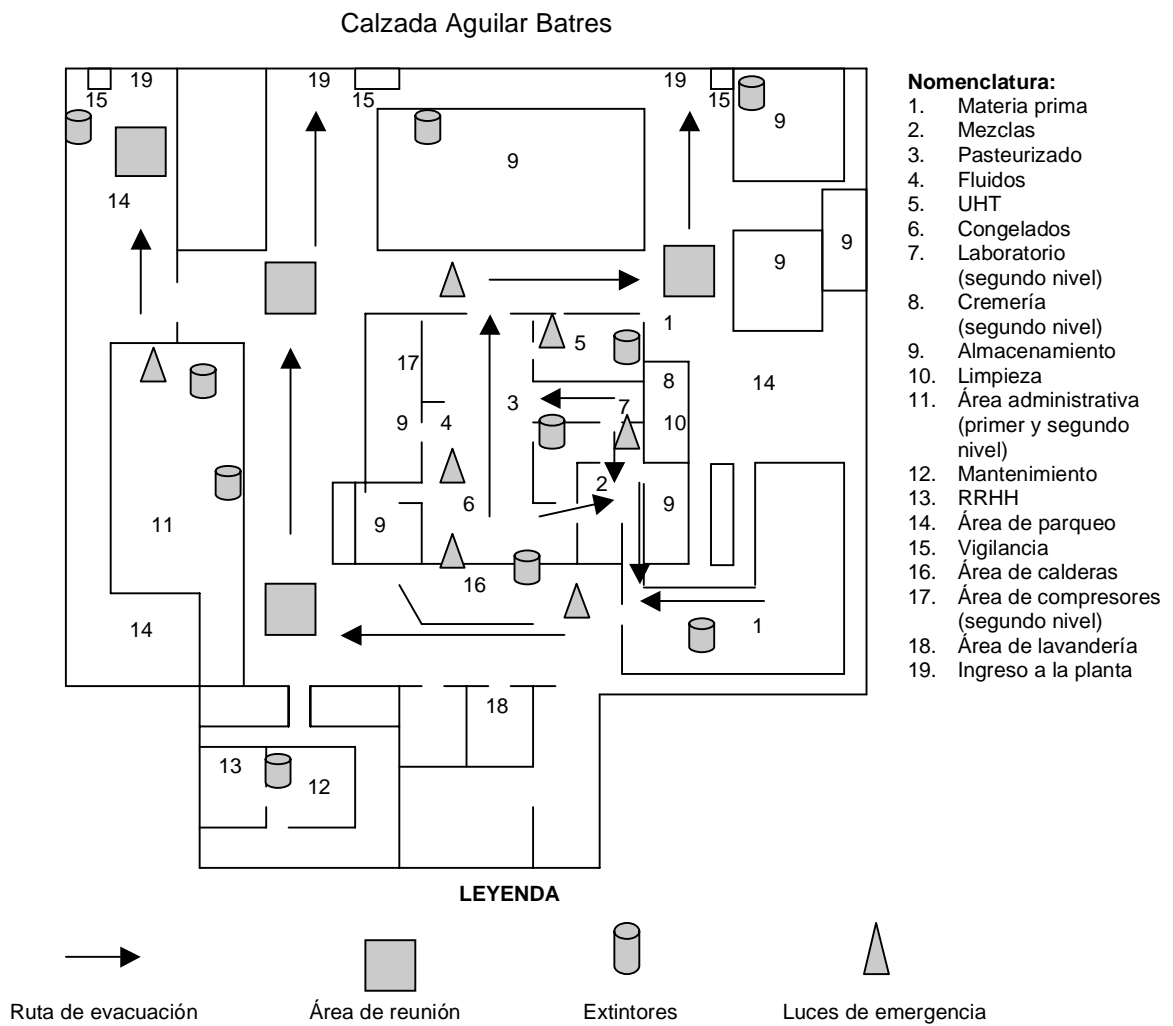 Calzada Aguilar Batres
19
19
19
15
15
15
9
9
14
9
9
1
5
17
8
14
3
7
9
4
10
2
6
9
11
9
16
14
1
18
13
12
Nomenclatura:
1. Materia prima
2. Mezclas
3. Pasteurizado
4. Fluidos
5. UHT
6. Congelados
7. Laboratorio
(segundo nivel)
8. Cremería
(segundo nivel)
9. Almacenamiento
10. Limpieza
11. Área administrativa
(primer y segundo
nivel)
12. Mantenimiento
13. RRHH
14. Área de parqueo
15. Vigilancia
16. Área de calderas
17. Área de compresores
(segundo nivel)
18. Área de lavandería
19. Ingreso a la planta
LEYENDA
Ruta de evacuación
Área de reunión
Extintores
Luces de emergencia